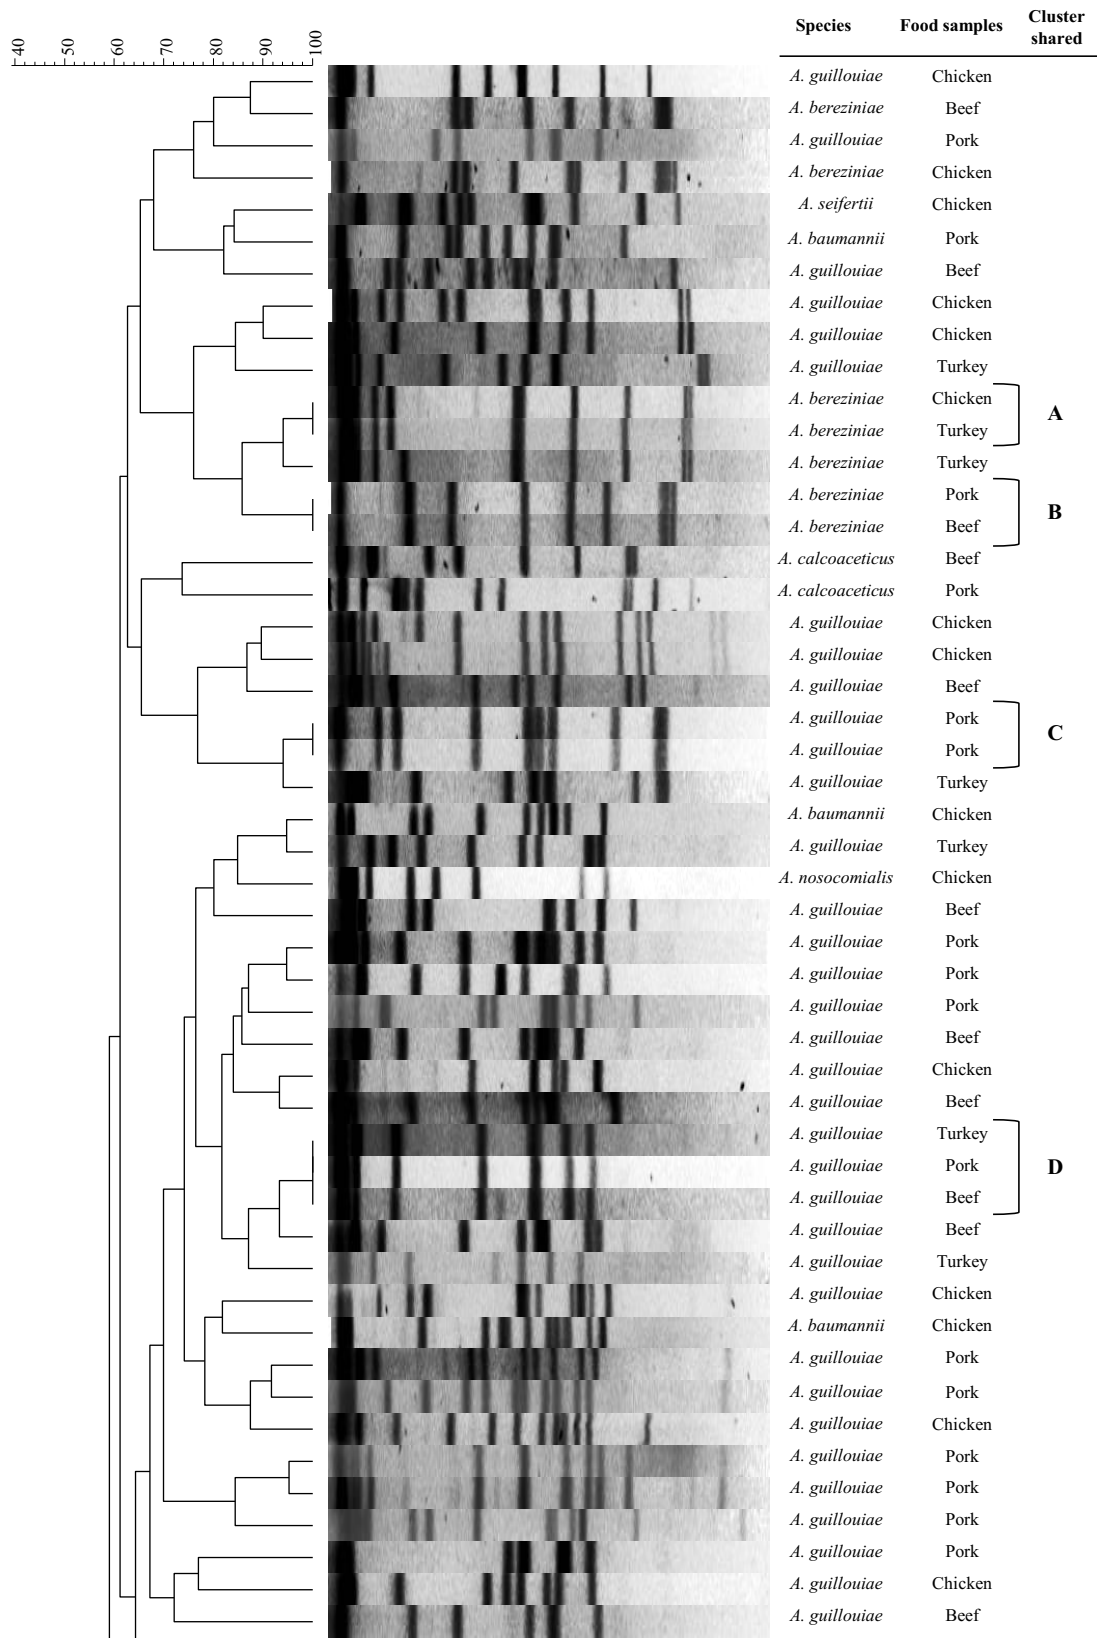 40 50 60 70 80 90 100
Species Food samples Cluster shared
A. guillouiae Chicken
A. bereziniae Beef
A. guillouiae Pork
A. bereziniae Chicken
A. seifertii Chicken
A. baumannii Pork
A. guillouiae Beef
A. guillouiae Chicken
A. guillouiae Chicken
A. guillouiae Turkey
A. bereziniae Chicken
A
A. bereziniae Turkey
A. bereziniae Turkey
A. bereziniae Pork
B
A. bereziniae Beef
A. calcoaceticus Beef
A. calcoaceticus Pork
A. guillouiae Chicken
A. guillouiae Chicken
A. guillouiae Beef
A. guillouiae Pork
C
A. guillouiae Pork
A. guillouiae Turkey
A. baumannii Chicken
A. guillouiae Turkey
A. nosocomialis Chicken
A. guillouiae Beef
A. guillouiae Pork
A. guillouiae Pork
A. guillouiae Pork
A. guillouiae Beef
A. guillouiae Chicken
A. guillouiae Beef
A. guillouiae Turkey
A. guillouiae Pork D
A. guillouiae Beef
A. guillouiae Beef
A. guillouiae Turkey
A. guillouiae Chicken
A. baumannii Chicken
A. guillouiae Pork
A. guillouiae Pork
A. guillouiae Chicken
A. guillouiae Pork
A. guillouiae Pork
A. guillouiae Pork
A. guillouiae Pork
A. guillouiae Chicken
A. guillouiae Beef